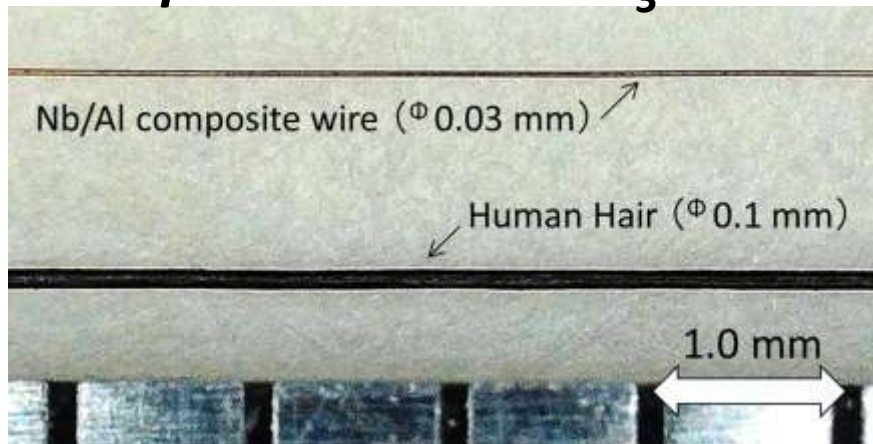 Nb/Al composite wire (Φ0.03 mm)
Human Hair (Φ0.1 mm)
1.0 mm